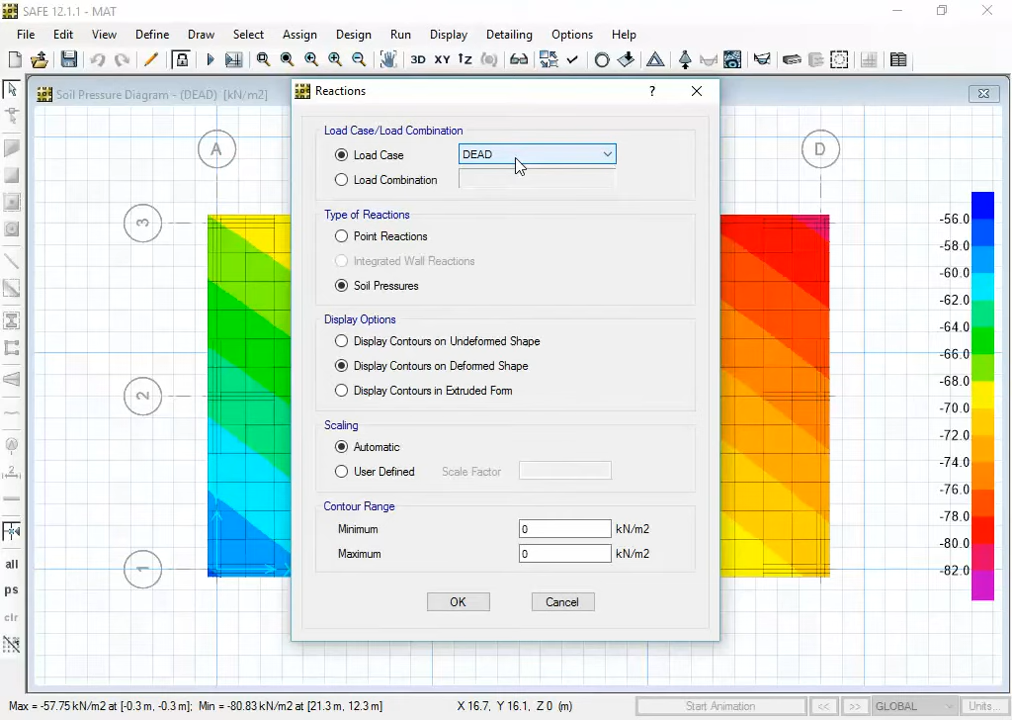 SAFE 12.1.1 - MAT
File Edit View Define Draw Select Assign Design Run Display Detailing Options Help
3D XY
Soil Pressure Diagram - (DEAD) [kN/m2]
Reactions
?
Load Case/Load Combination
Load Case DEAD
Load Combination
Type of Reactions
Point Reactions
Integrated Wall Reactions
Soil Pressures
Display Options
Display Contours on Undeformed Shape
Display Contours on Deformed Shape
Display Contours in Extruded Form
Scaling
Automatic
User Defined Scale Factor
Contour Range
Minimum 0 kN/m2
Maximum 0 kN/m2
OK Cancel
A
D
3
2
1
-56.0
-58.0
-60.0
-62.0
-64.0
-66.0
-68.0
-70.0
-72.0
-74.0
-76.0
-78.0
-80.0
-82.0
all
ps
clr
Max = -57.75 kN/m2 at [-0.3 m, -0.3 m]; Min = -80.83 kN/m2 at [21.3 m, 12.3 m] X 16.7, Y 16.1, Z 0 (m) Start Animation << >> GLOBAL Units...